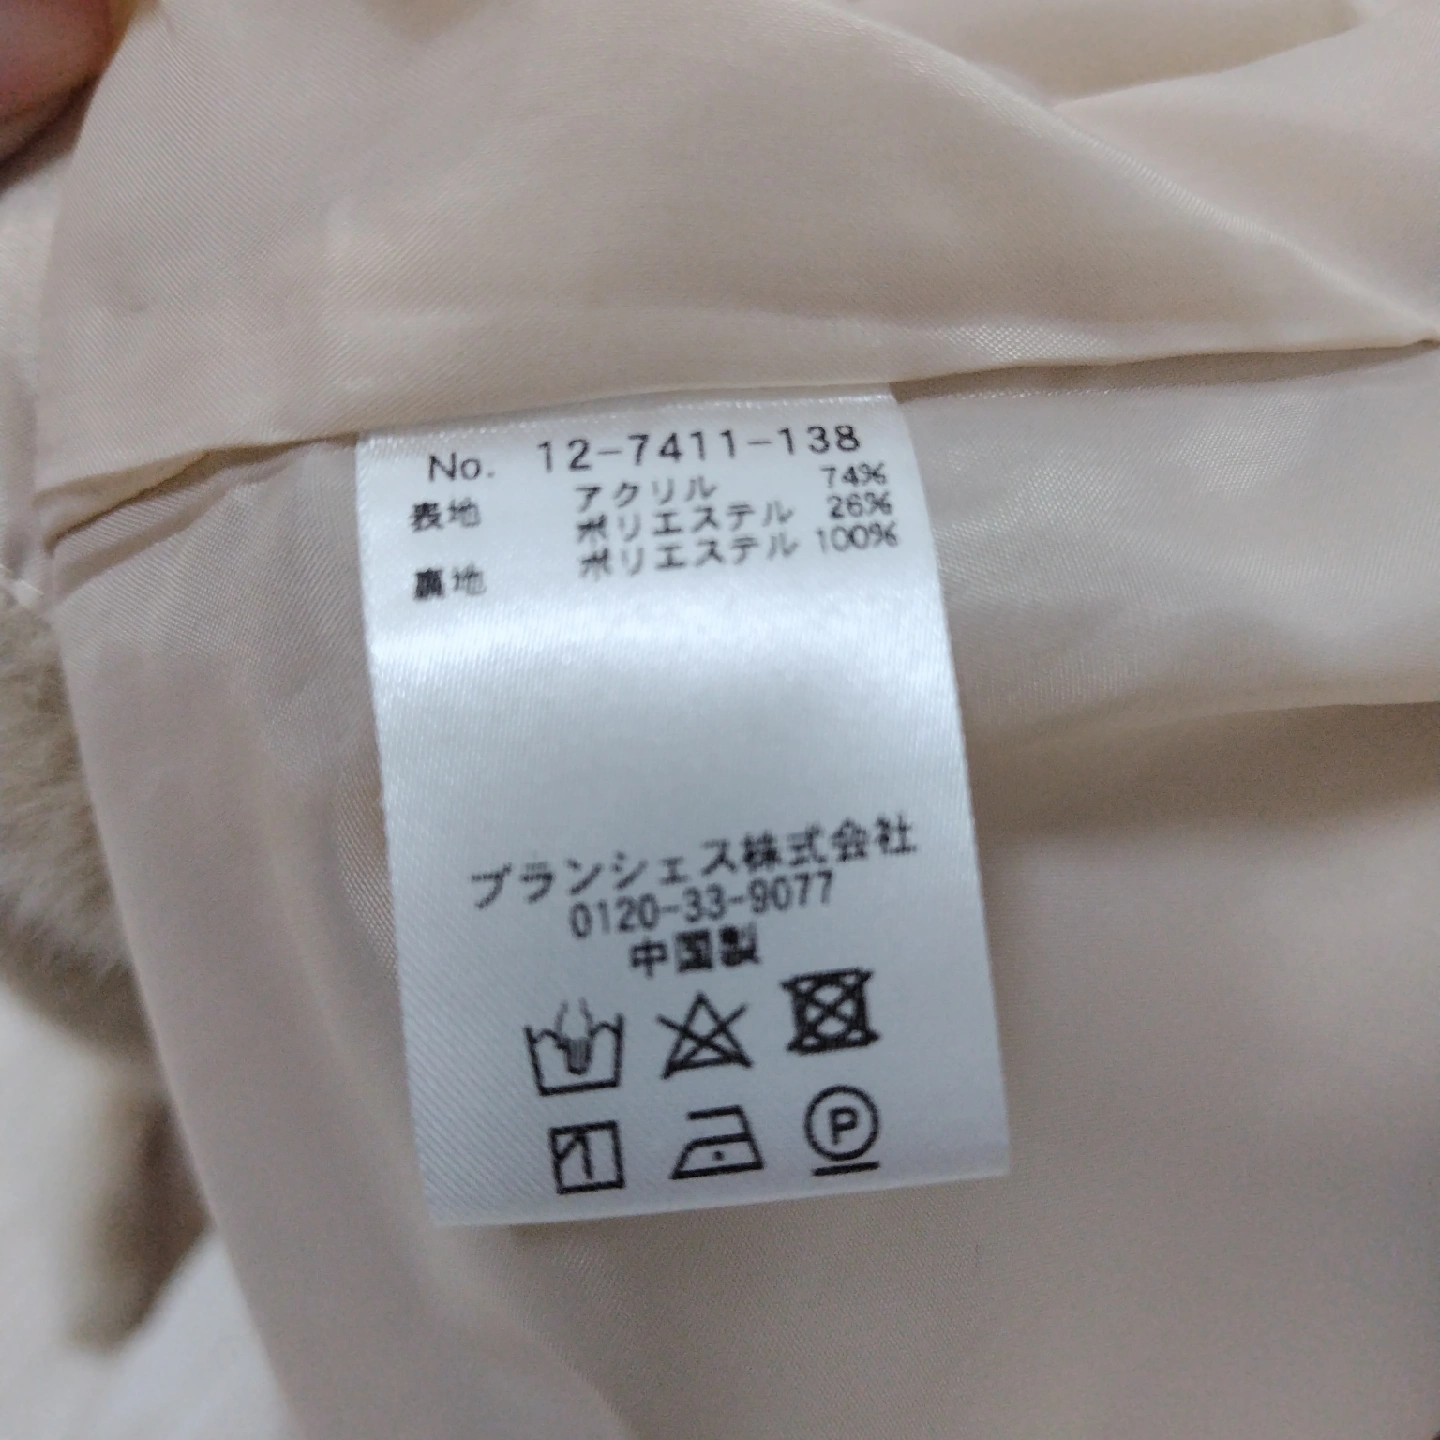 No. 12-7411-138
表地 アクリル 74%
ポリエステル 26%
裏地 ポリエステル 100%
ブランシェス株式会社
0120-33-9077
中国製
P